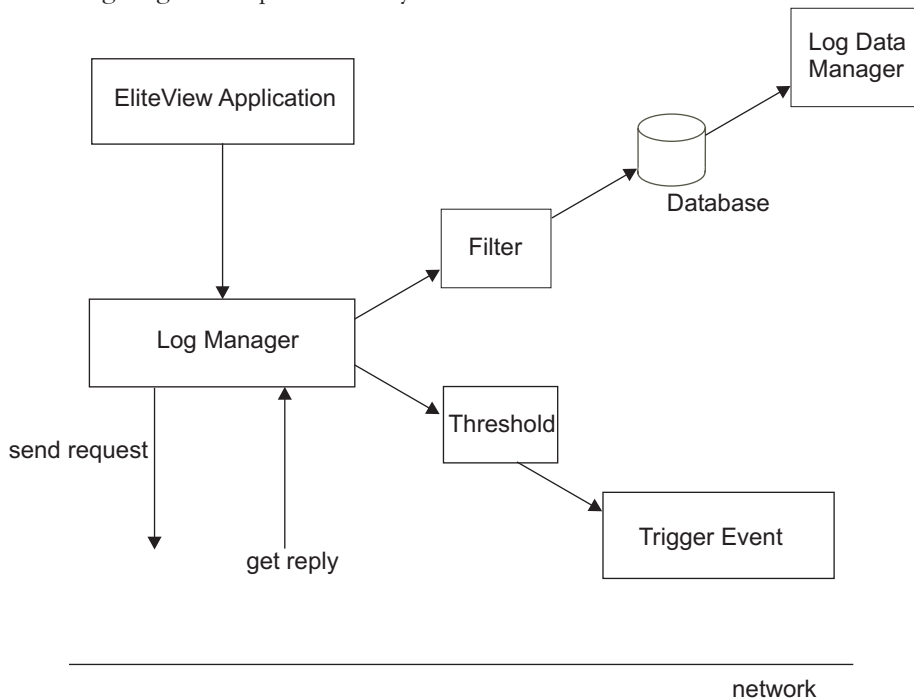 Log Data
Manager
EliteView Application
Database
Filter
Log Manager
Threshold
send request
Trigger Event
get reply
network